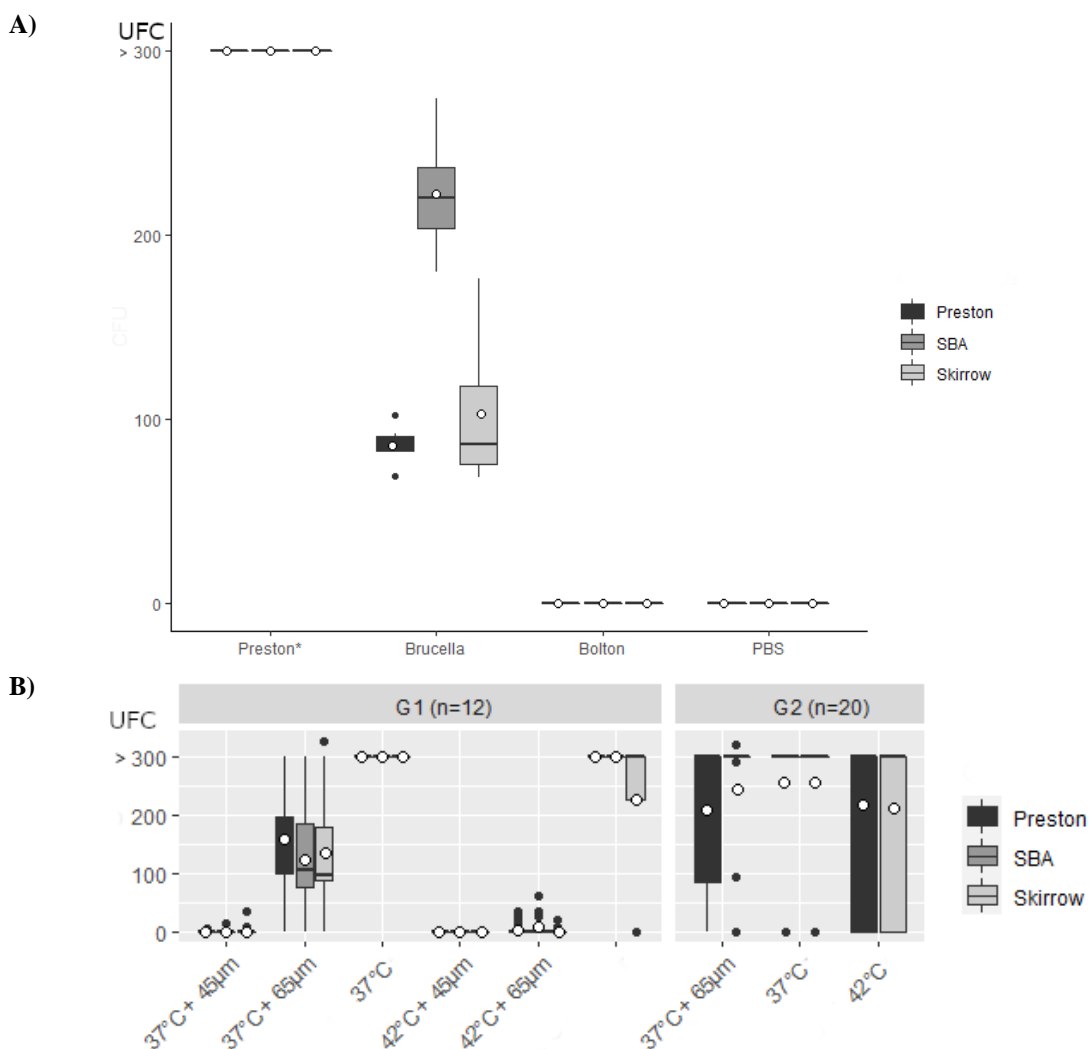 A)
UFC
> 300
200
CFU
100
0
Preston*
Brucella
Bolton
PBS
Preston
SBA
Skirrow
B)
UFC
G1 (n=12)
G2 (n=20)
> 300
200
100
0
37°C+ 45µm
37°C+ 65µm
37°C
42°C+ 45µm
42°C+ 65µm
37°C+ 65µm
37°C
42°C
Preston
SBA
Skirrow